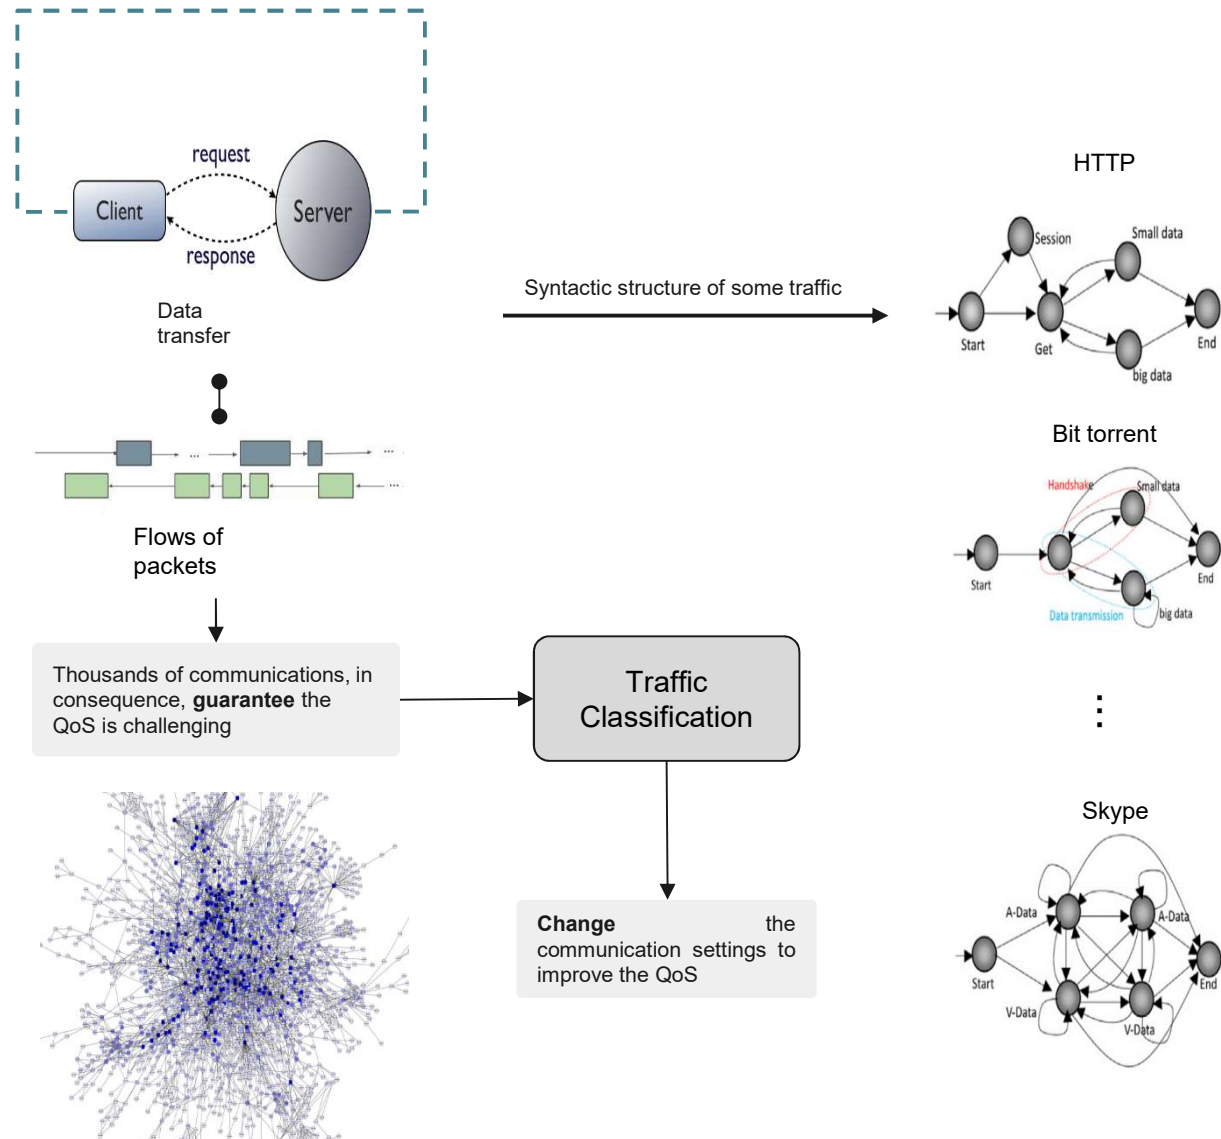 request
Client
Server
response
Data
transfer
...
...
...
Flows of
packets
Thousands of communications, in
consequence, guarantee the
QoS is challenging
Syntactic structure of some traffic
Traffic
Classification
Change the
communication settings to
improve the QoS
HTTP
Session
Small data
Start
Get
End
big data
Bit torrent
Handshake
Small data
Start
End
Data transmission
big data
⋮
Skype
A-Data
A-Data
Start
End
V-Data
V-Data